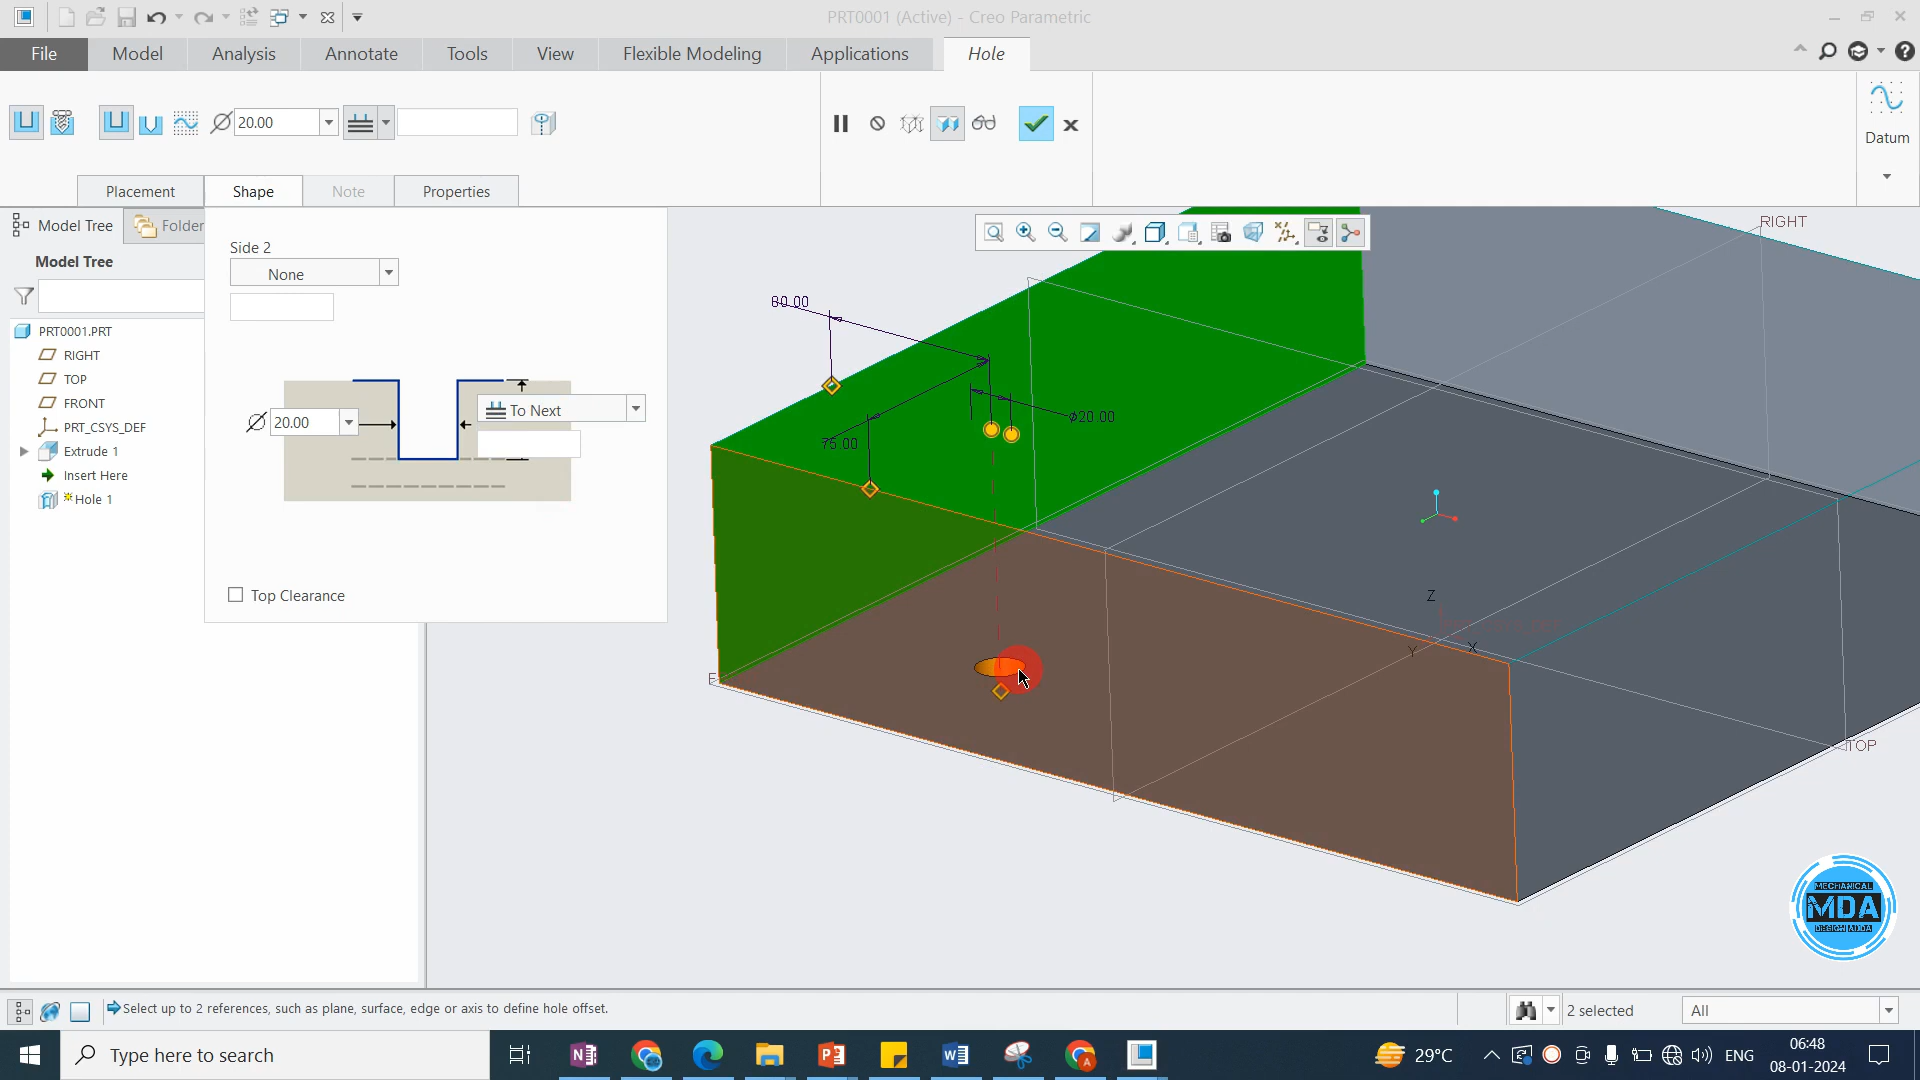 PRT0001 (Active) - Creo Parametric
File Model Analysis Annotate Tools View Flexible Modeling Applications Hole
20.00
Datum
Placement Shape Note Properties
Model Tree Folder
Model Tree
PRT0001.PRT
RIGHT
TOP
FRONT
PRT_CSYS_DEF
Extrude 1
Insert Here
Hole 1
Side 2
None
20.00
To Next
Top Clearance
80.00
75.00
ϕ20.00
RIGHT
TOP
F
Z
X
Y
MECHANICAL
MDA
DESIGN ADDA
Select up to 2 references, such as plane, surface, edge or axis to define hole offset.
2 selected
All
Type here to search
29°C
ENG
06:48
08-01-2024